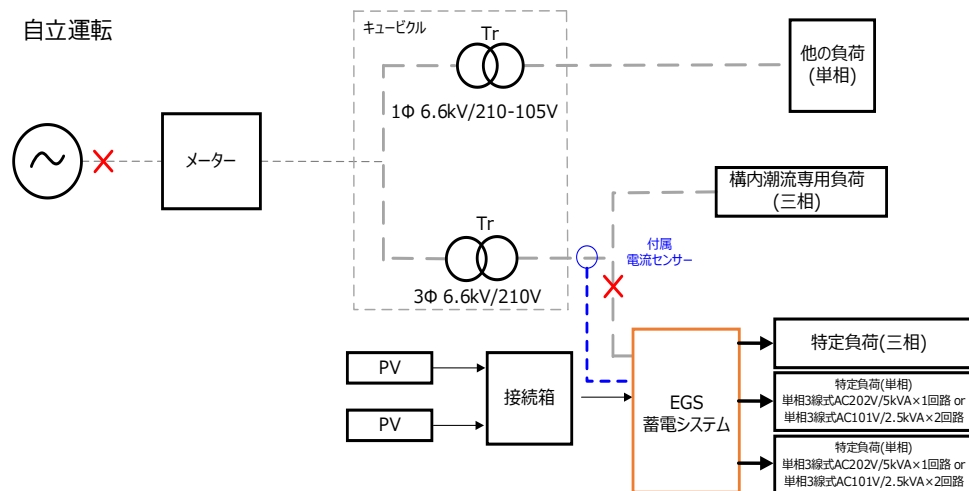 自立運転
キュービクル
Tr
1Φ 6.6kV/210-105V
他の負荷
(単相)
メーター
構内潮流専用負荷
(三相)
Tr
3Φ 6.6kV/210V
付属
電流センサー
PV
PV
接続箱
EGS
蓄電システム
特定負荷(三相)
特定負荷(単相)
単相3線式AC202V/5kVA×1回路 or
単相3線式AC101V/2.5kVA×2回路
特定負荷(単相)
単相3線式AC202V/5kVA×1回路 or
単相3線式AC101V/2.5kVA×2回路